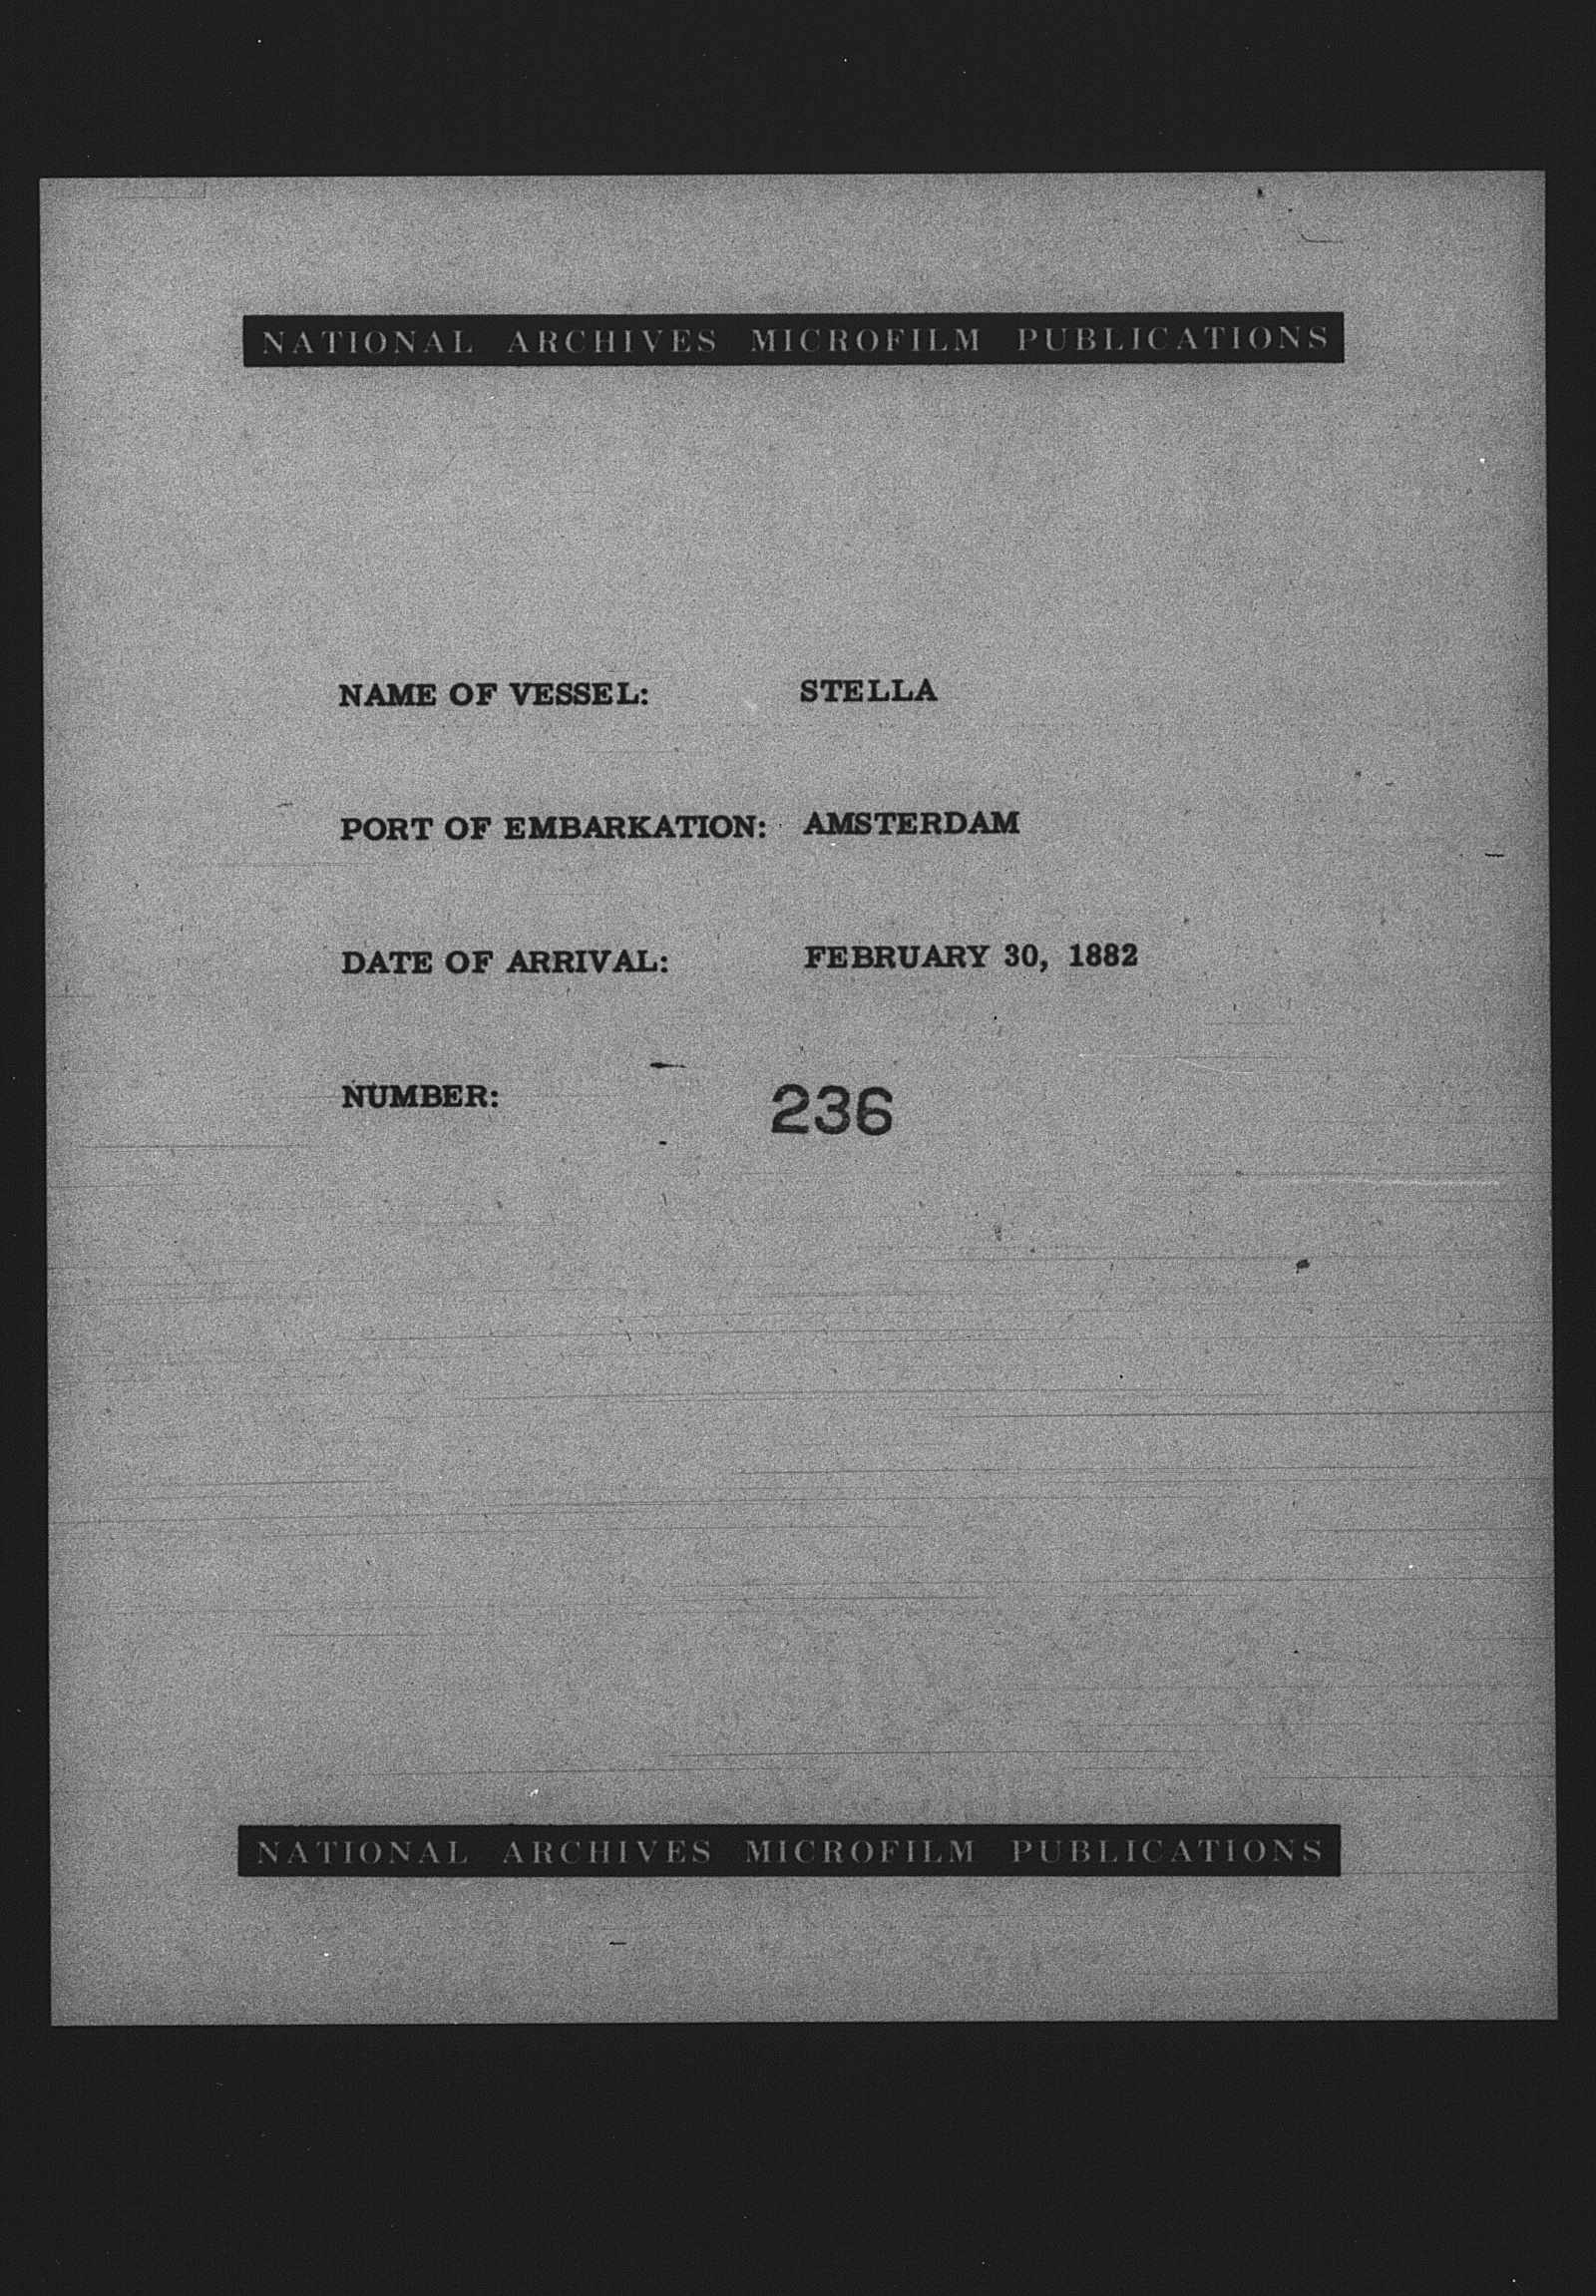 NATIONAL ARCHIVES MICROFILM PUBLICATIONS
NAME OF VESSEL: STELLA
PORT OF EMBARKATION: AMSTERDAM
DATE OF ARRIVAL: FEBRUARY 30, 1882
NUMBER: 236
NATIONAL ARCHIVES MICROFILM PUBLICATIONS